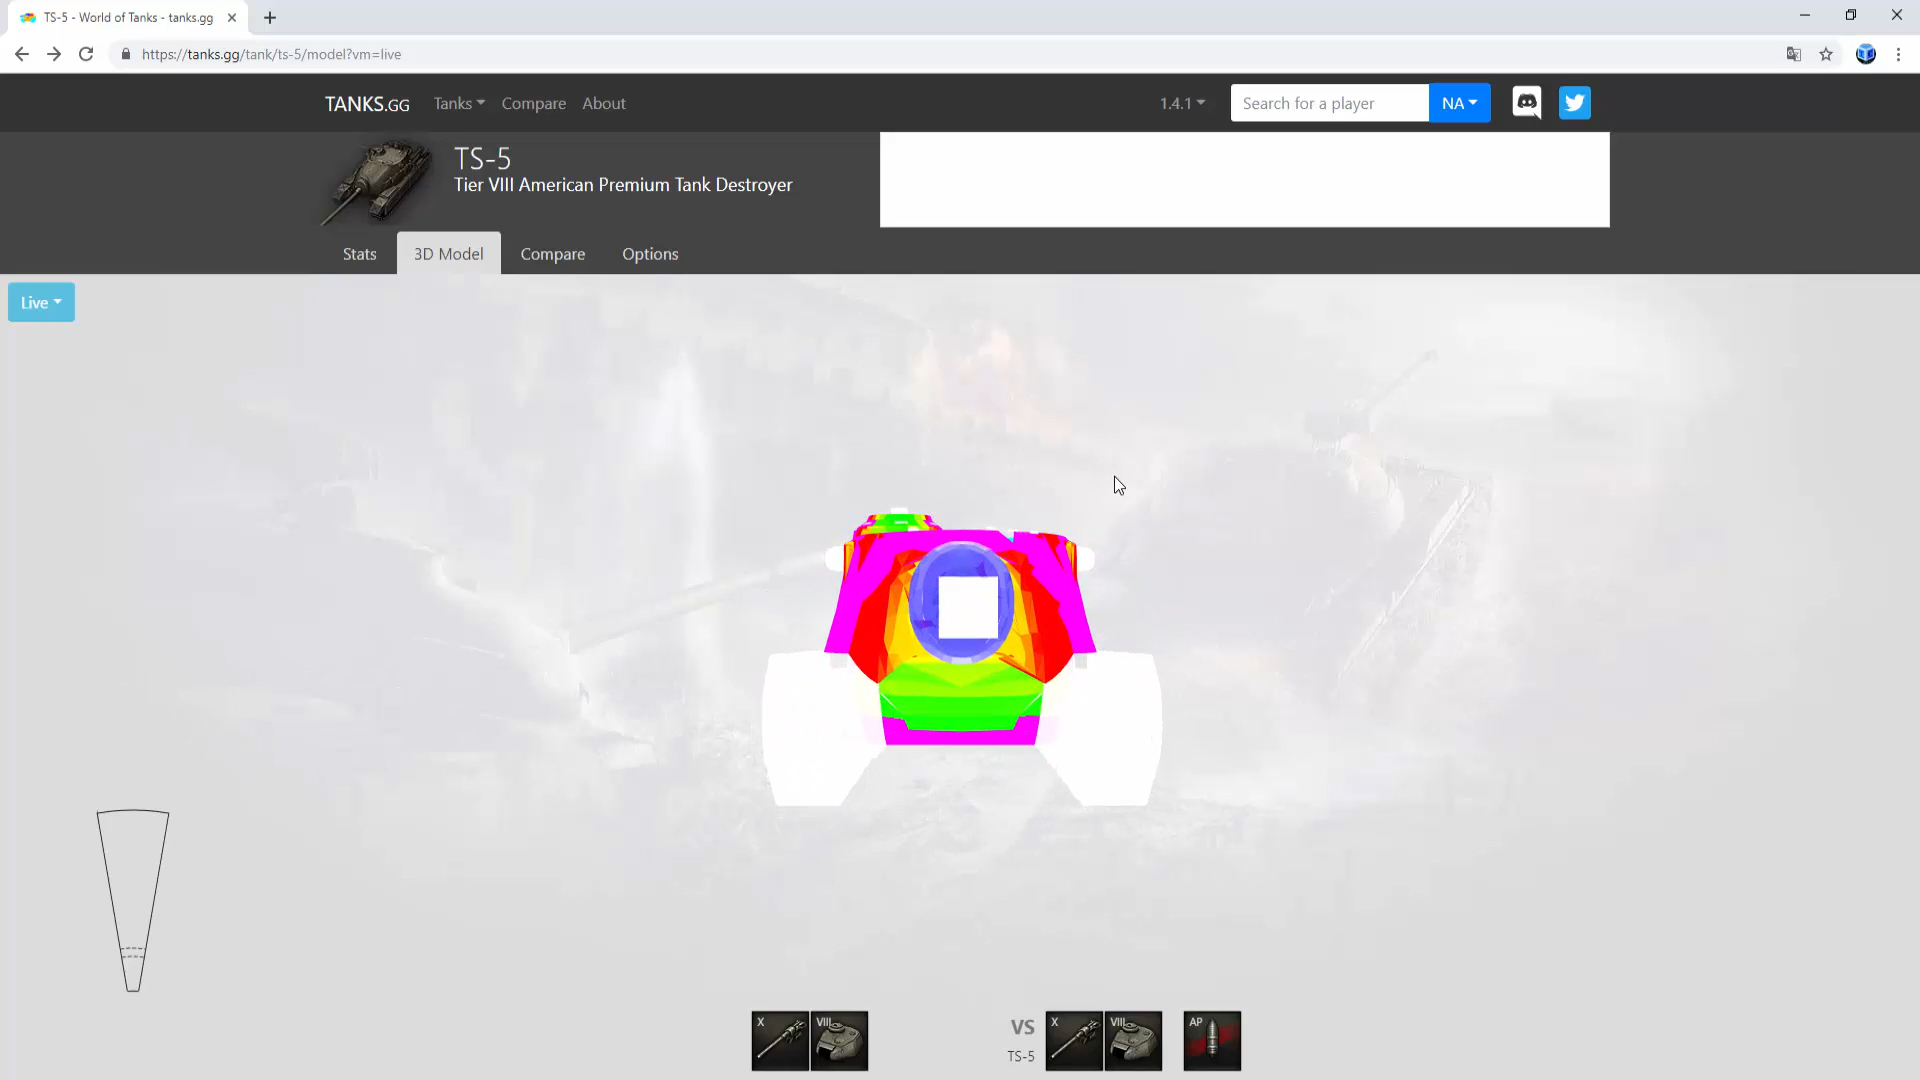 TS-5 - World of Tanks - tanks.gg
https://tanks.gg/tank/ts-5/model?vm=live
TANKS.GG Tanks Compare About 1.4.1 Search for a player NA
TS-5
Tier VIII American Premium Tank Destroyer
Stats 3D Model Compare Options
Live
X VIII VS X VIII AP
TS-5